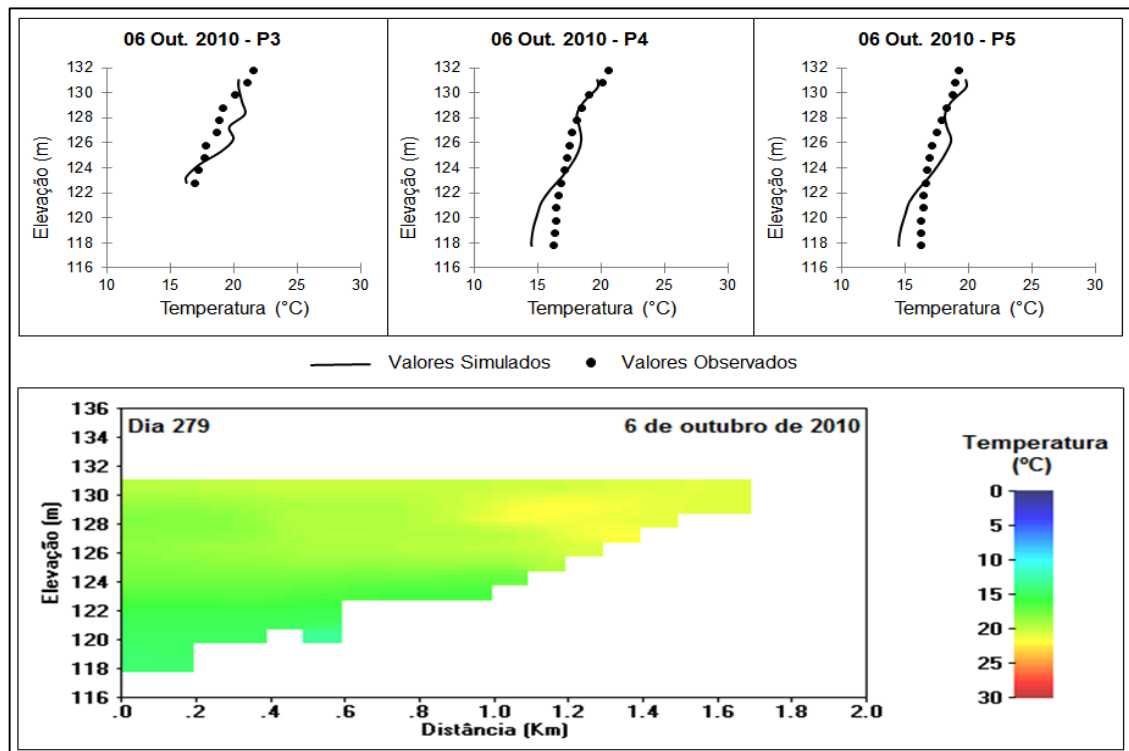 06 Out. 2010 - P3
132
130
128
126
124
122
120
118
116
Elevação (m)
10 15 20 25 30
Temperatura (°C)
06 Out. 2010 - P4
132
130
128
126
124
122
120
118
116
Elevação (m)
10 15 20 25 30
Temperatura (°C)
06 Out. 2010 - P5
132
130
128
126
124
122
120
118
116
Elevação (m)
10 15 20 25 30
Temperatura (°C)
Valores Simulados Valores Observados
Dia 279 6 de outubro de 2010
136
134
132
130
128
126
124
122
120
118
116
Elevação (m)
.0 .2 .4 .6 .8 1.0 1.2 1.4 1.6 1.8 2.0
Distância (Km)
Temperatura
(ºC)
0
5
10
15
20
25
30